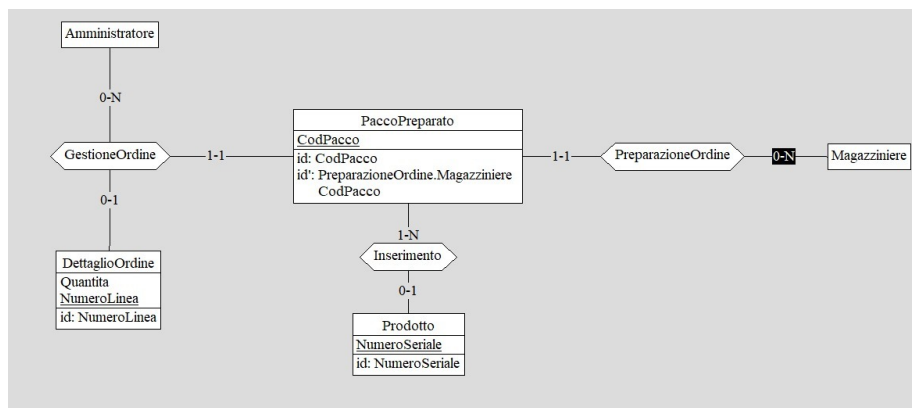 Amministratore
0-N
GestioneOrdine
1-1
0-1
DettaglioOrdine
Quantita
NumeroLinea
id: NumeroLinea
PaccoPreparato
CodPacco
id: CodPacco
id': PreparazioneOrdine.Magazziniere
CodPacco
1-1
PreparazioneOrdine
0-N
Magazziniere
1-N
Inserimento
0-1
Prodotto
NumeroSeriale
id: NumeroSeriale